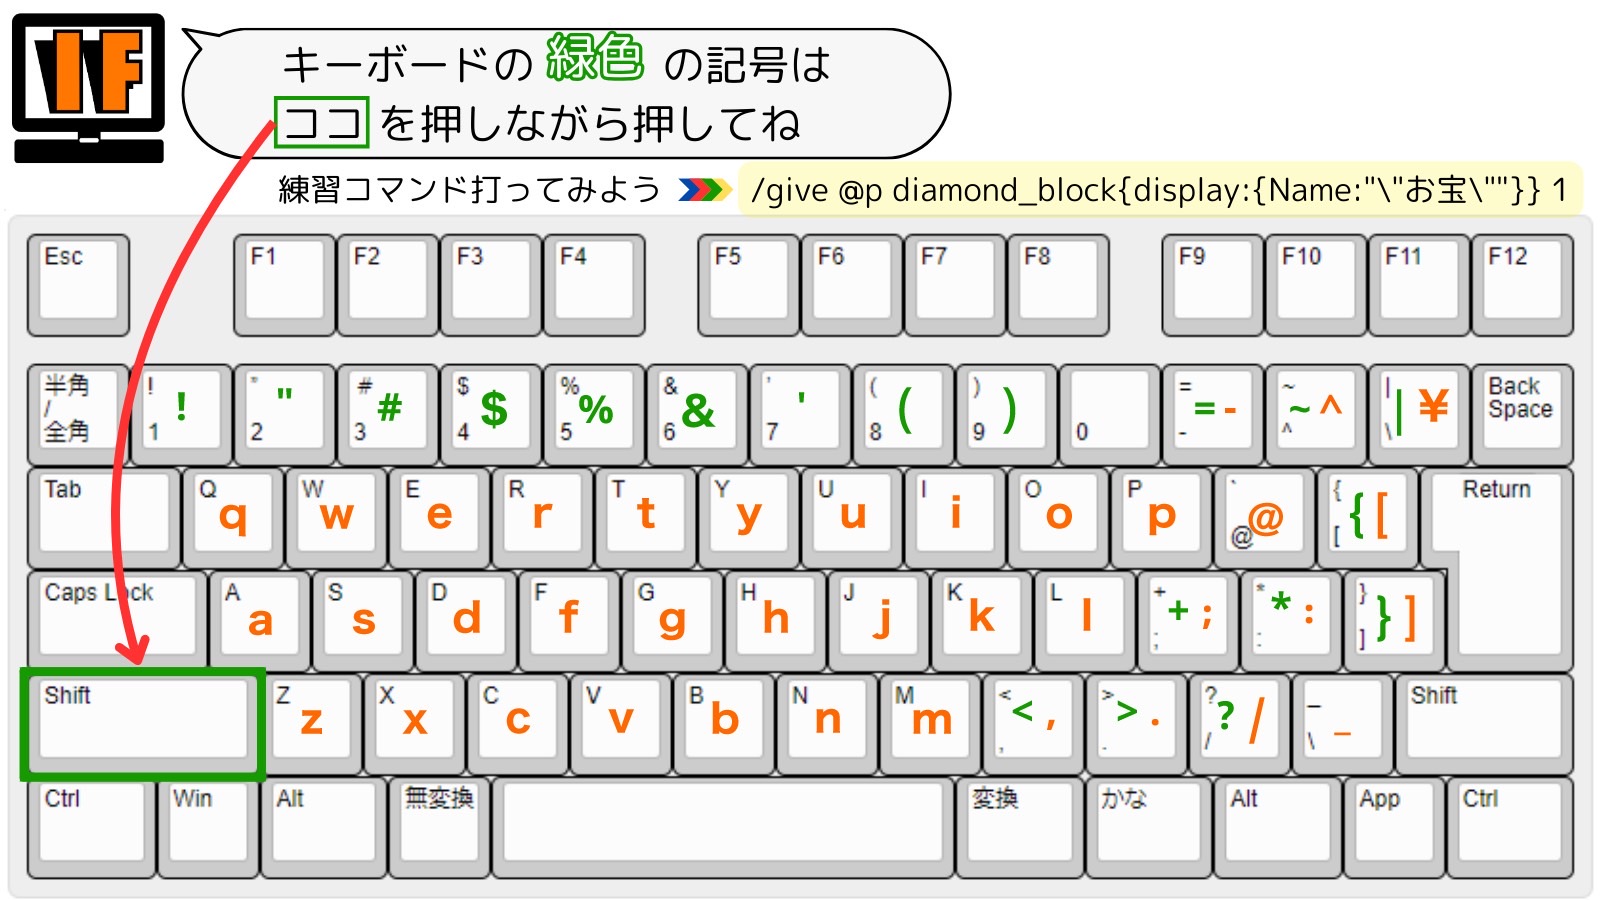 IF
キーボードの 緑色 の記号は
ココ を押しながら押してね
練習コマンド打ってみよう /give @p diamond_block{display:{Name:"\"お宝\""}} 1
Esc F1 F2 F3 F4 F5 F6 F7 F8 F9 F10 F11 F12
半角 ! ! " " # # $ $ % % & & ' ' ( ( ) ) = = - ~ ~ ^ | | ¥ Back
/ Space
全角 1 2 3 4 5 6 7 8 9 0 - ^ \
Tab Q q W w E e R r T t Y y U u I i O o P p ` @ { { [ Return
@ [
Caps Lock A a S s D d F f G g H h J j K k L l + + ; * * : } } ]
; : ]
Shift Z z X x C c V v B b N n M m < < , > > . ? ? / _ _ Shift
, . / \
Ctrl Win Alt 無変換 変換 かな Alt App Ctrl